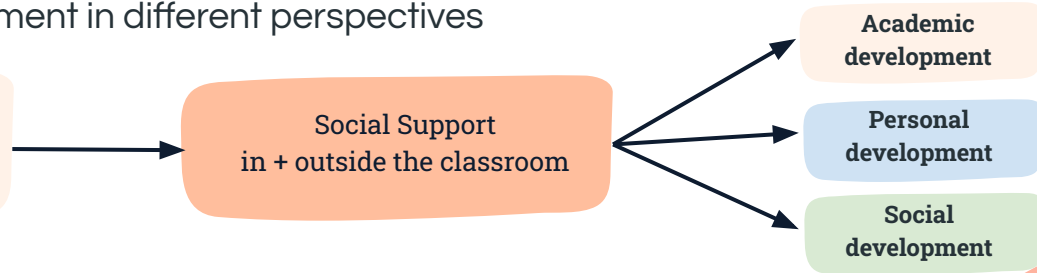 ment in different perspectives
Social Support
in + outside the classroom
Academic
development
Personal
development
Social
development